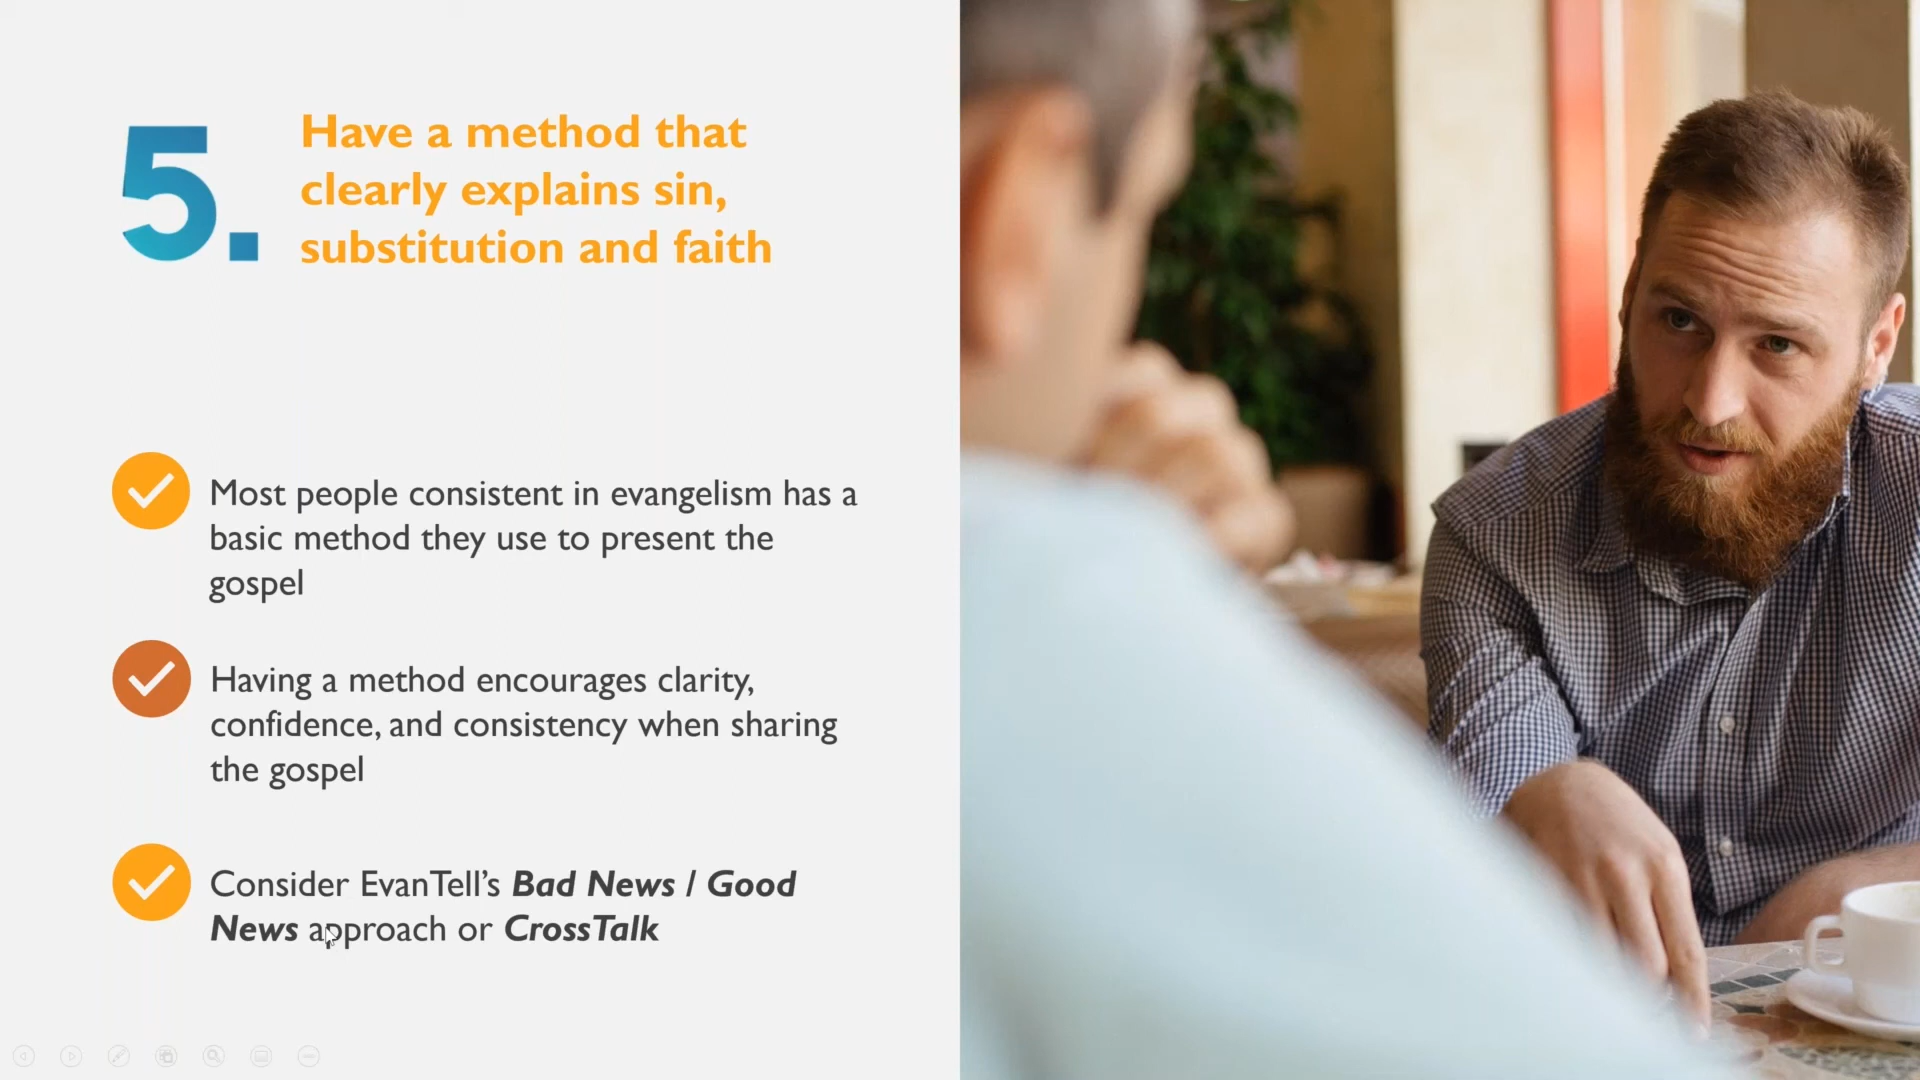 5.
Have a method that
clearly explains sin,
substitution and faith
Most people consistent in evangelism has a
basic method they use to present the
gospel
Having a method encourages clarity,
confidence, and consistency when sharing
the gospel
Consider EvanTell’s Bad News / Good
News approach or CrossTalk